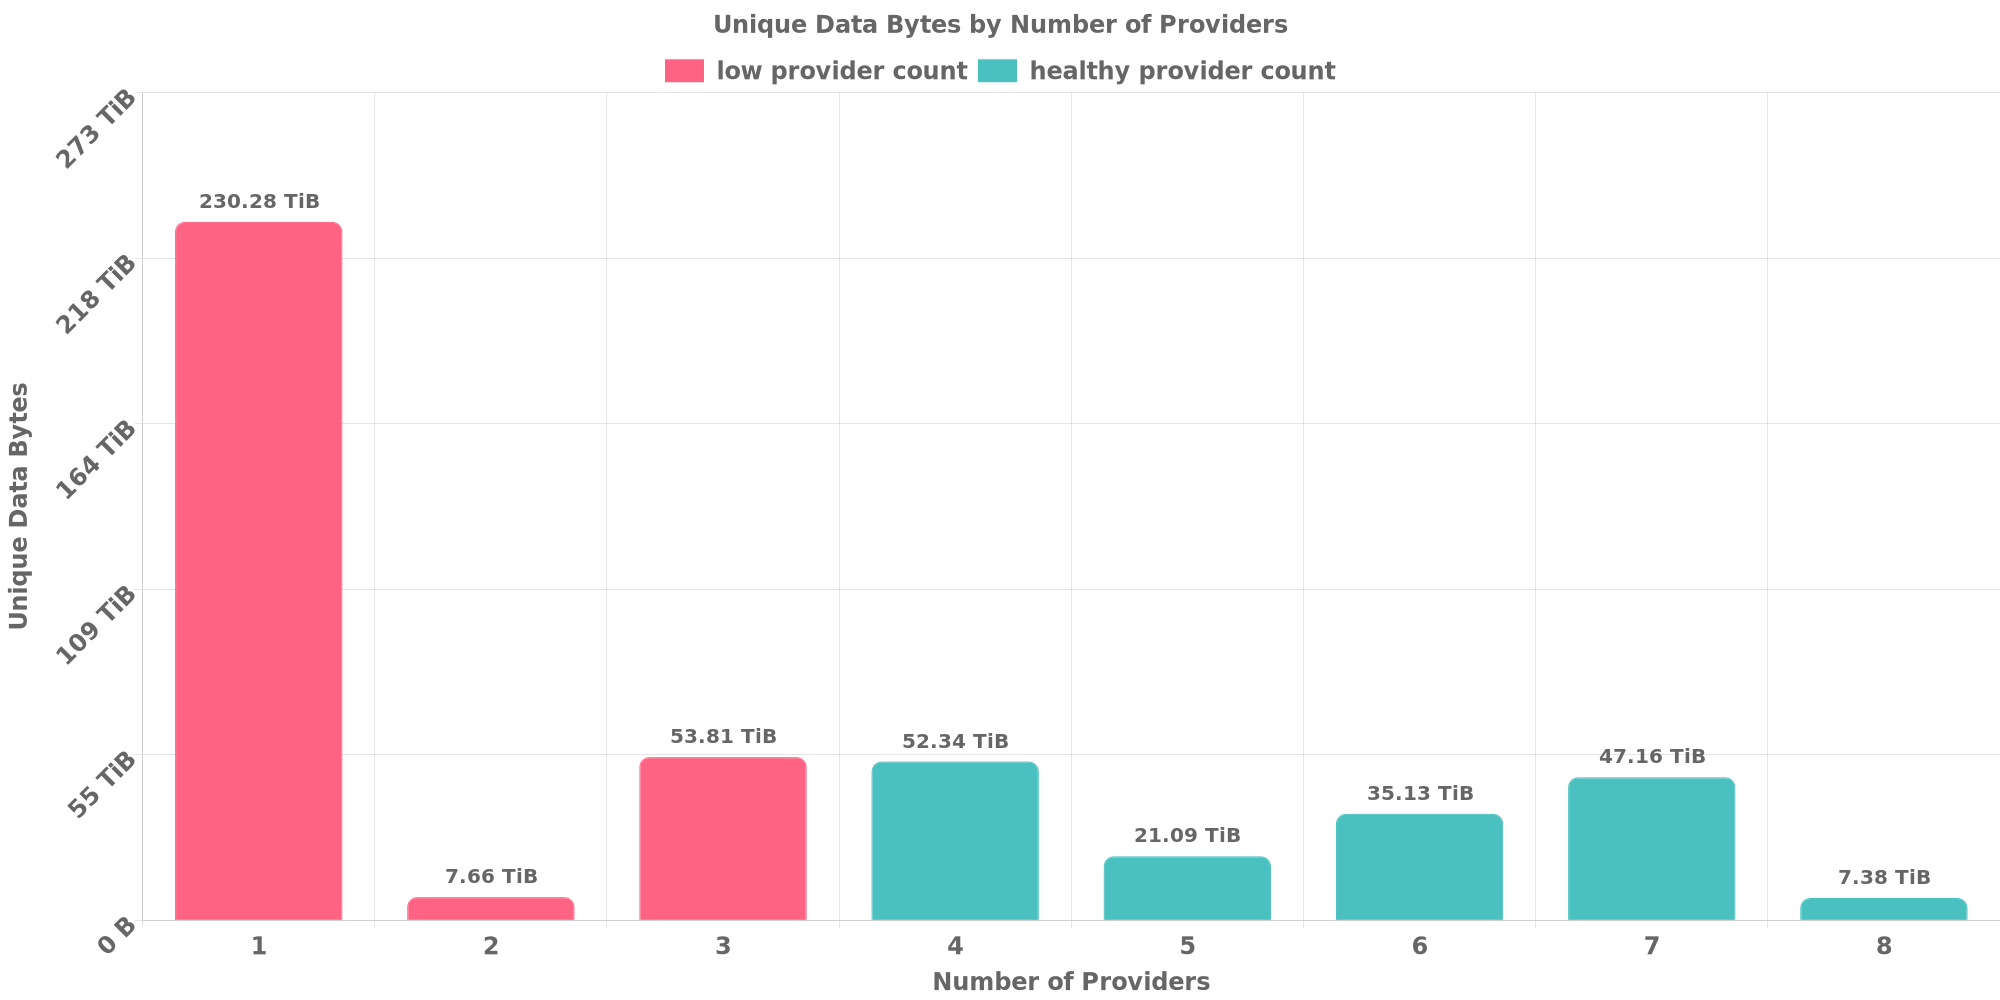 Unique Data Bytes by Number of Providers
low provider count
healthy provider count
273 TiB
218 TiB
164 TiB
109 TiB
55 TiB
0 B
Unique Data Bytes
230.28 TiB
7.66 TiB
53.81 TiB
52.34 TiB
21.09 TiB
35.13 TiB
47.16 TiB
7.38 TiB
1 2 3 4 5 6 7 8
Number of Providers